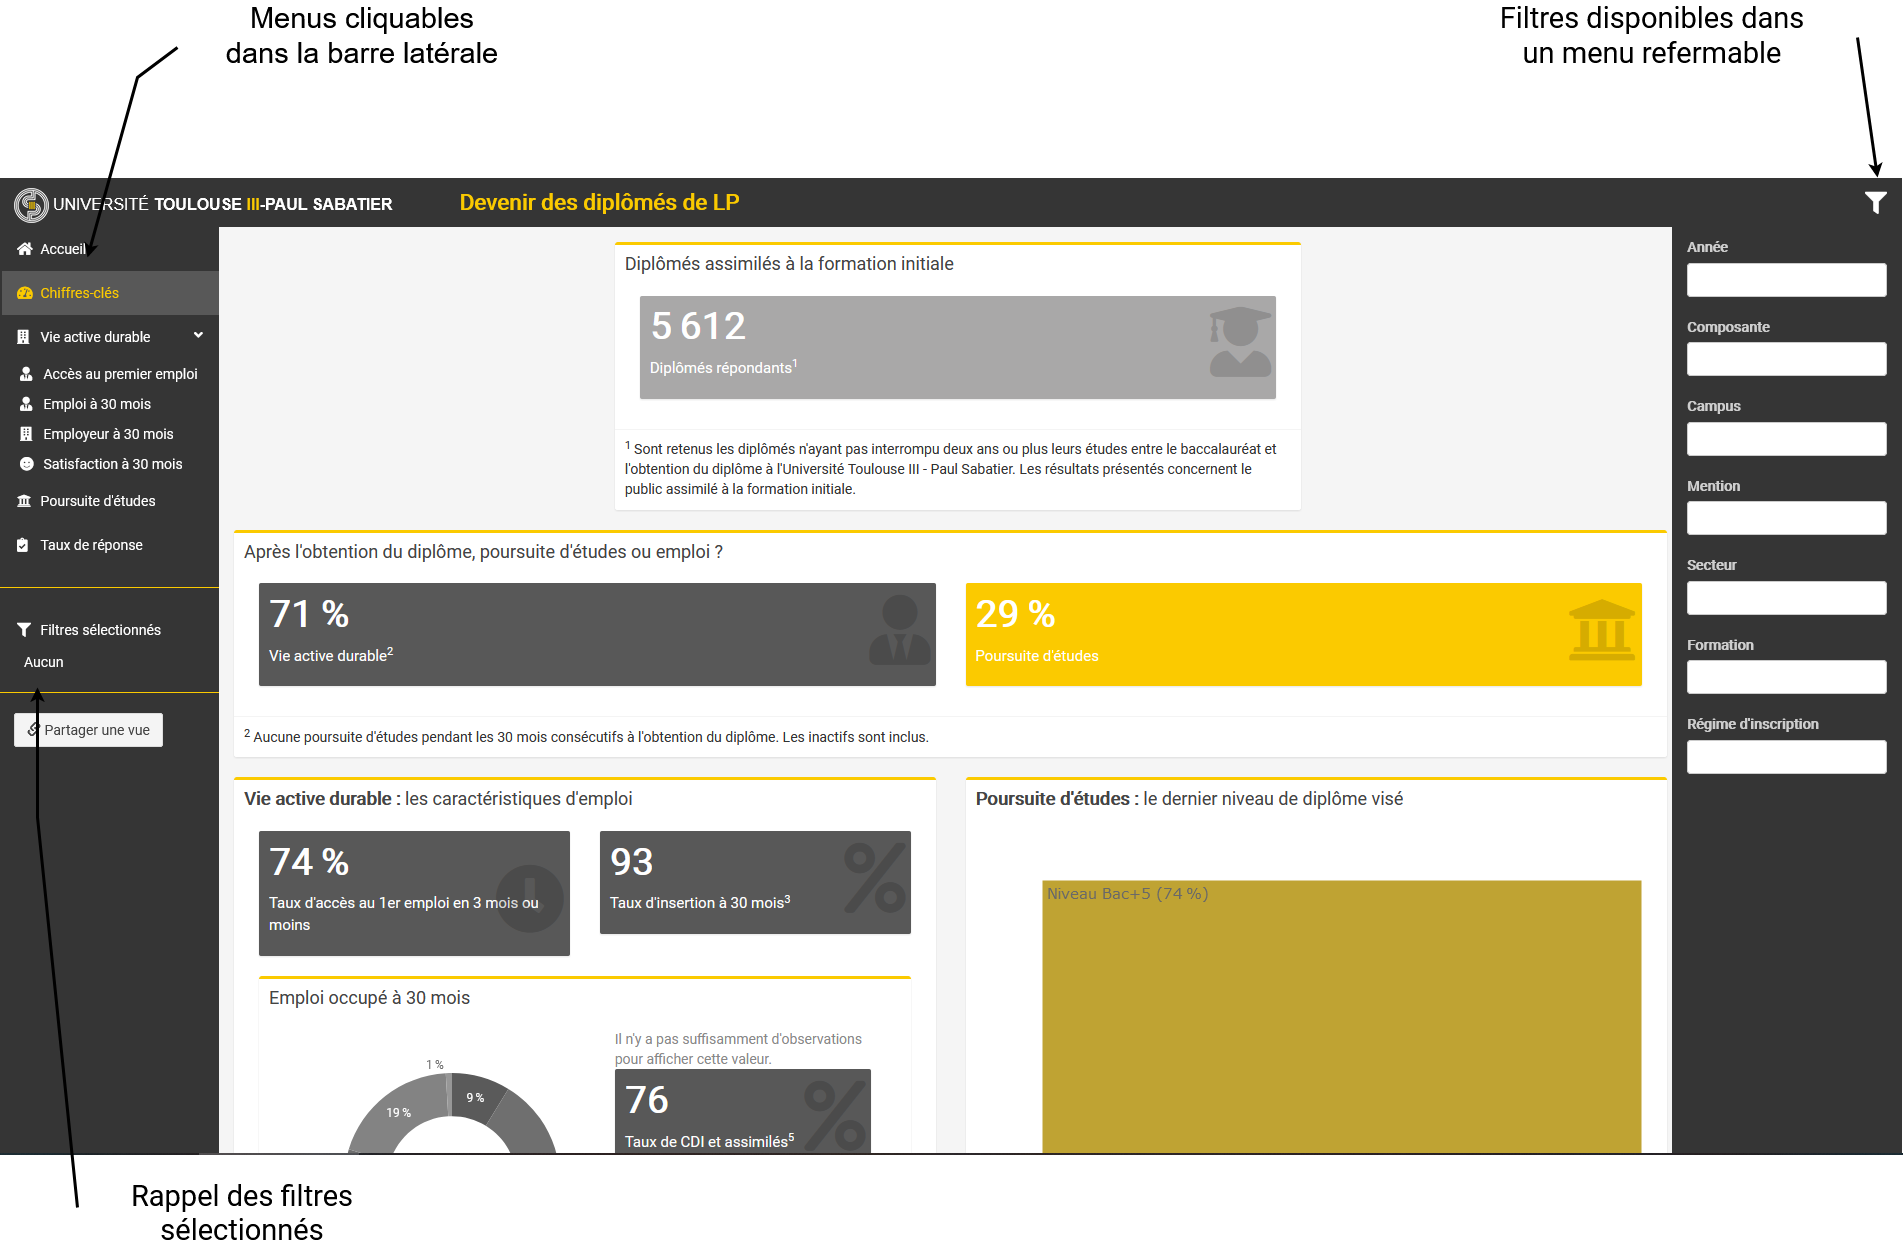 Menus cliquables
dans la barre latérale
Filtres disponibles dans
un menu refermable
UNIVERSITÉ TOULOUSE III-PAUL SABATIER
Devenir des diplômés de LP
Accueil
Chiffres-clés
Vie active durable
Accès au premier emploi
Emploi à 30 mois
Employeur à 30 mois
Satisfaction à 30 mois
Poursuite d'études
Taux de réponse
Filtres sélectionnés
Aucun
Partager une vue
Diplômés assimilés à la formation initiale
5 612
Diplômés répondants1
1 Sont retenus les diplômés n'ayant pas interrompu deux ans ou plus leurs études entre le baccalauréat et
l'obtention du diplôme à l'Université Toulouse III - Paul Sabatier. Les résultats présentés concernent le
public assimilé à la formation initiale.
Après l'obtention du diplôme, poursuite d'études ou emploi ?
71 %
Vie active durable2
29 %
Poursuite d'études
2 Aucune poursuite d'études pendant les 30 mois consécutifs à l'obtention du diplôme. Les inactifs sont inclus.
Vie active durable : les caractéristiques d'emploi
74 %
Taux d'accès au 1er emploi en 3 mois ou
moins
93
%
Taux d'insertion à 30 mois3
Emploi occupé à 30 mois
1 %
9 %
19 %
Il n'y a pas suffisamment d'observations
pour afficher cette valeur.
76
%
Taux de CDI et assimilés5
Poursuite d'études : le dernier niveau de diplôme visé
Niveau Bac+5 (74 %)
Année
Composante
Campus
Mention
Secteur
Formation
Régime d'inscription
Rappel des filtres
sélectionnés